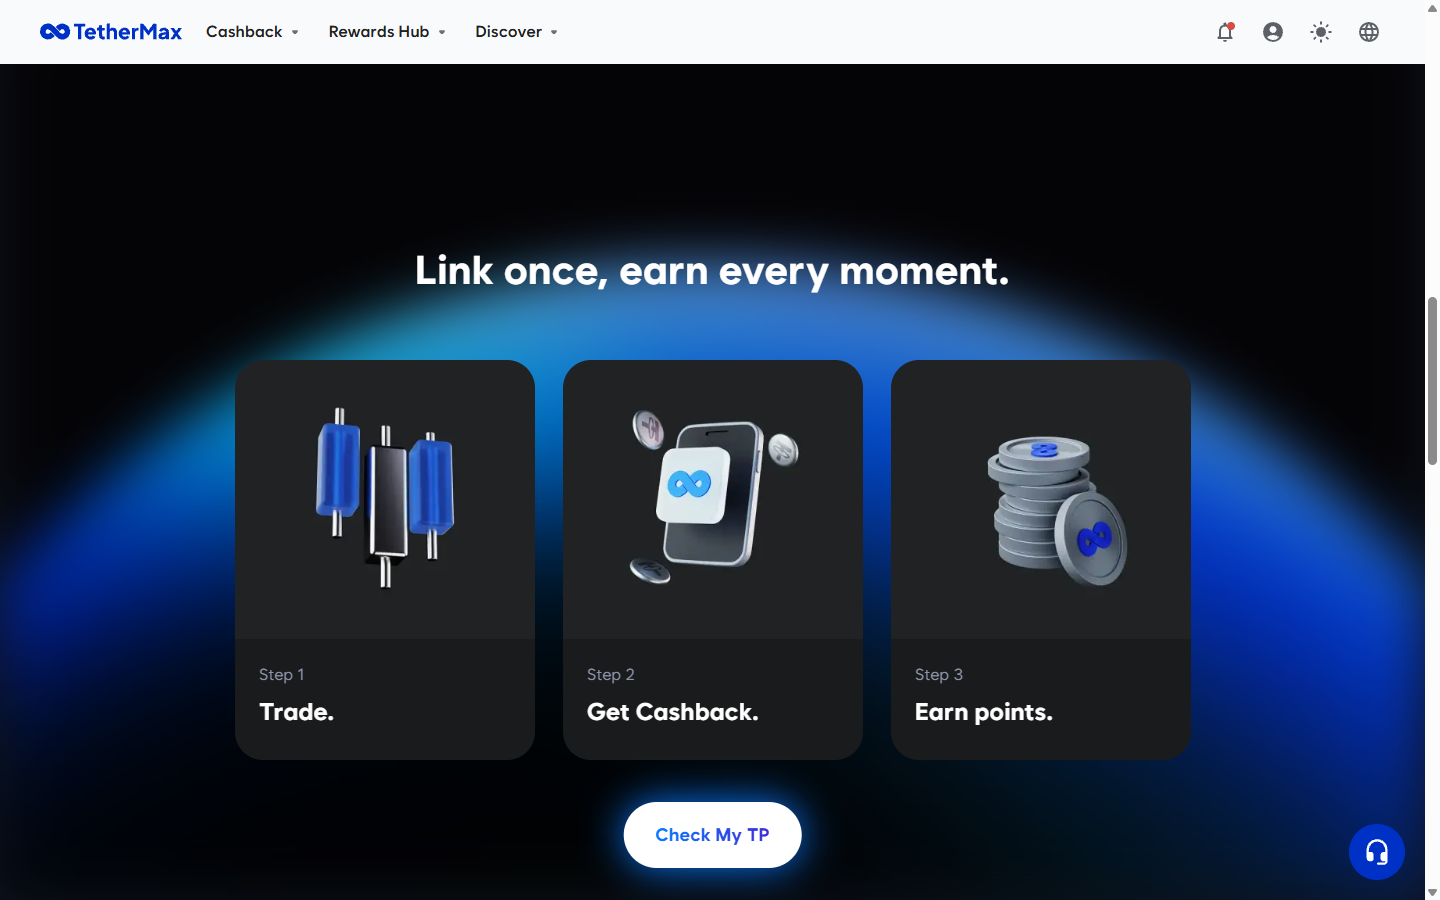 TetherMax
Cashback
Rewards Hub
Discover
Link once, earn every moment.
Step 1
Trade.
Step 2
Get Cashback.
Step 3
Earn points.
Check My TP